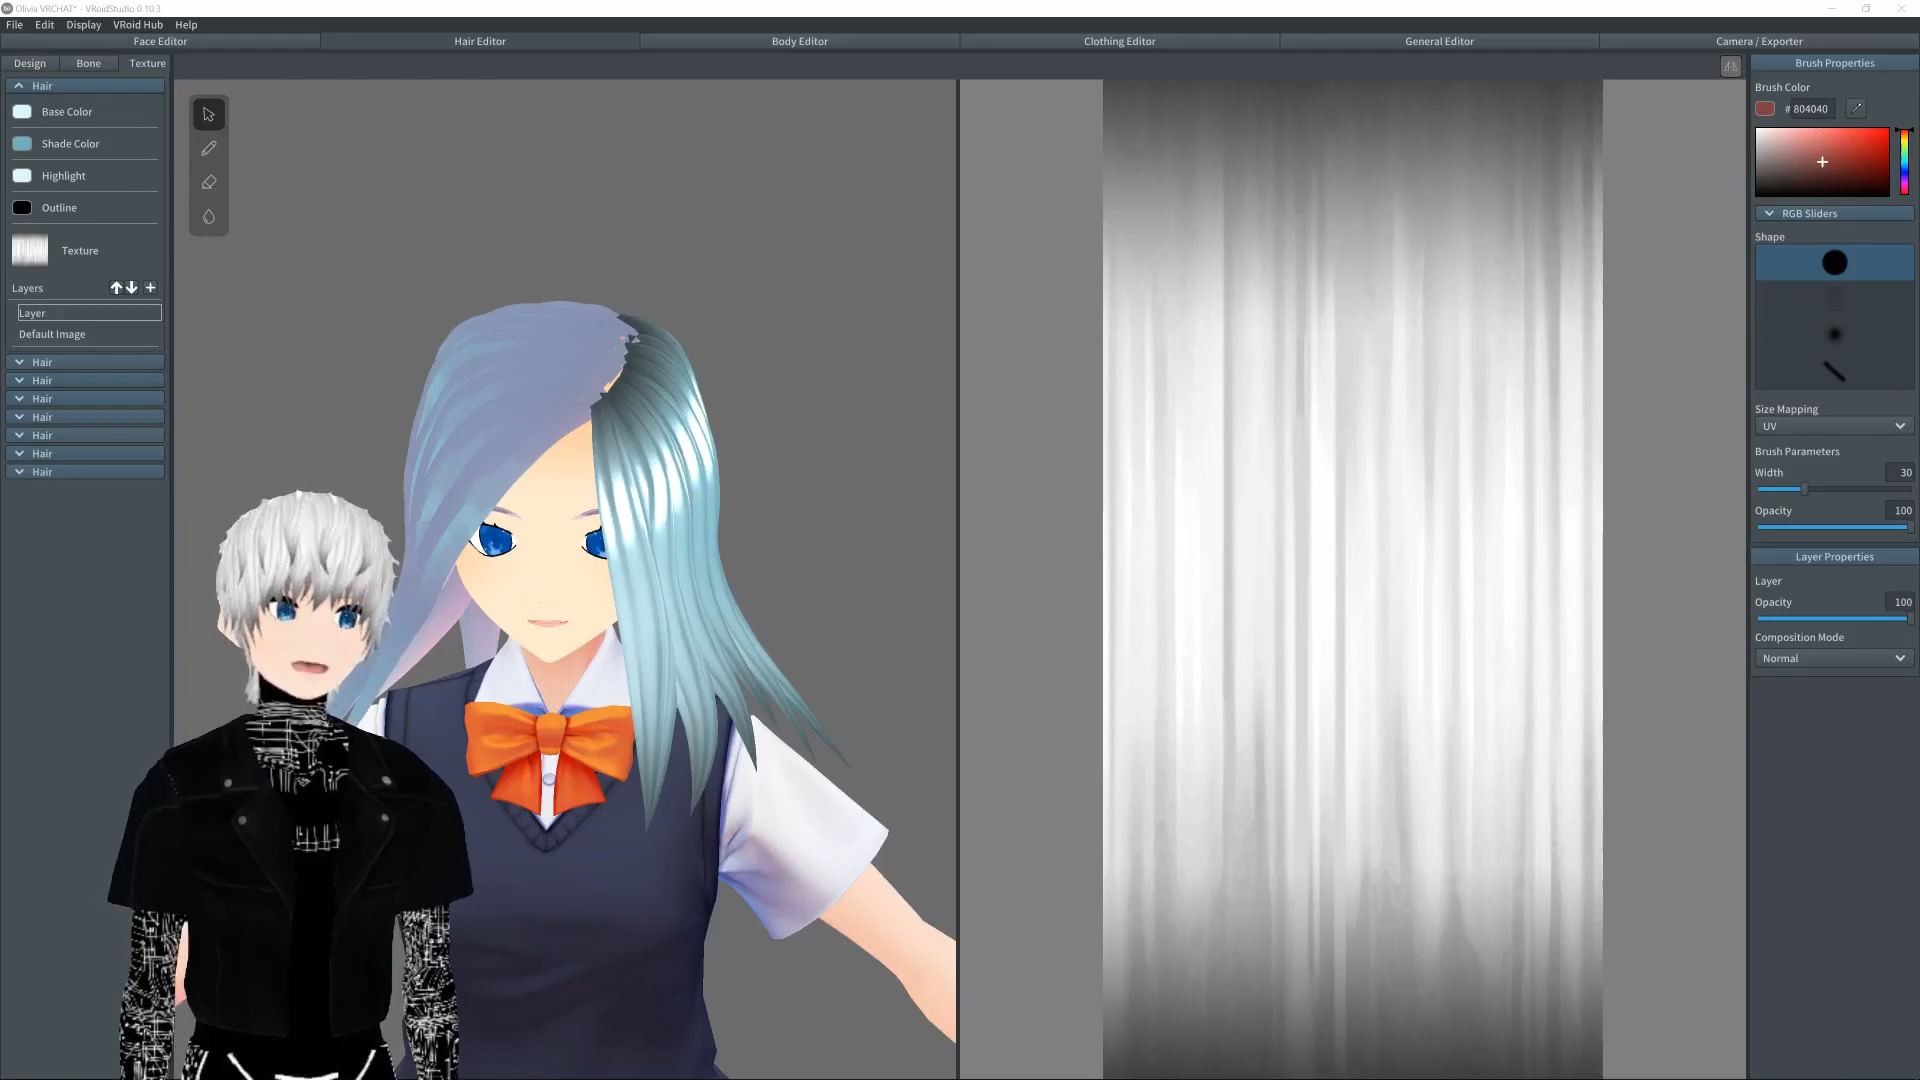 Olivia VRCHAT* - VRoidStudio 0.10.3
File Edit Display VRoid Hub Help
Face Editor Hair Editor Body Editor Clothing Editor General Editor Camera / Exporter
Design Bone Texture
Hair
Base Color
Shade Color
Highlight
Outline
Texture
Layers
Layer
Default Image
Hair
Hair
Hair
Hair
Hair
Hair
Hair
Brush Properties
Brush Color
# 804040
RGB Sliders
Shape
Size Mapping
UV
Brush Parameters
Width 30
Opacity 100
Layer Properties
Layer
Opacity 100
Composition Mode
Normal